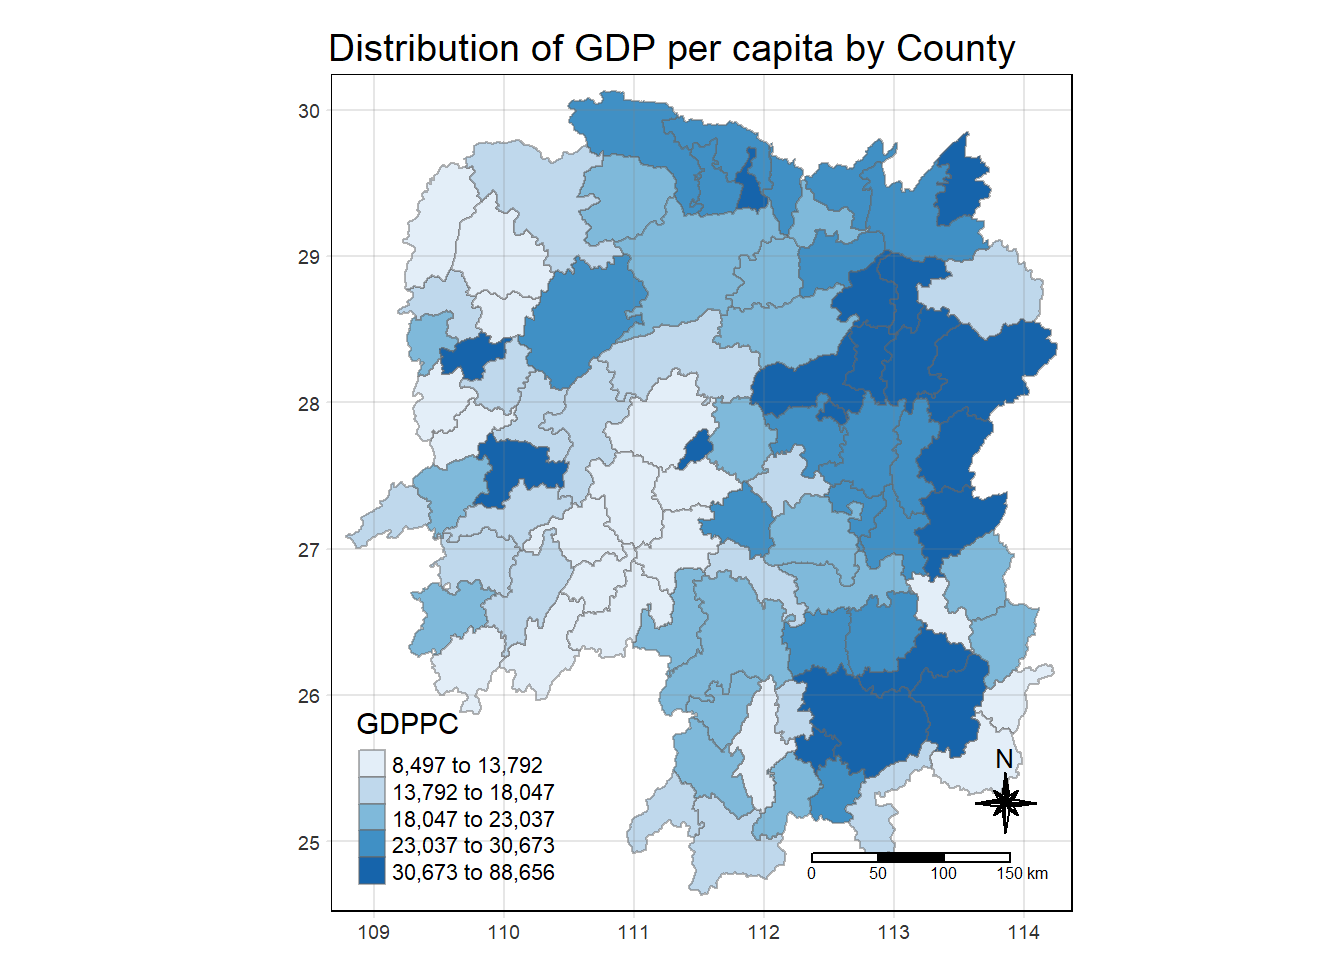 Distribution of GDP per capita by County
30
29
28
27
26
25
GDPPC
8,497 to 13,792
13,792 to 18,047
18,047 to 23,037
23,037 to 30,673
30,673 to 88,656
N
0 50 100 150 km
109 110 111 112 113 114